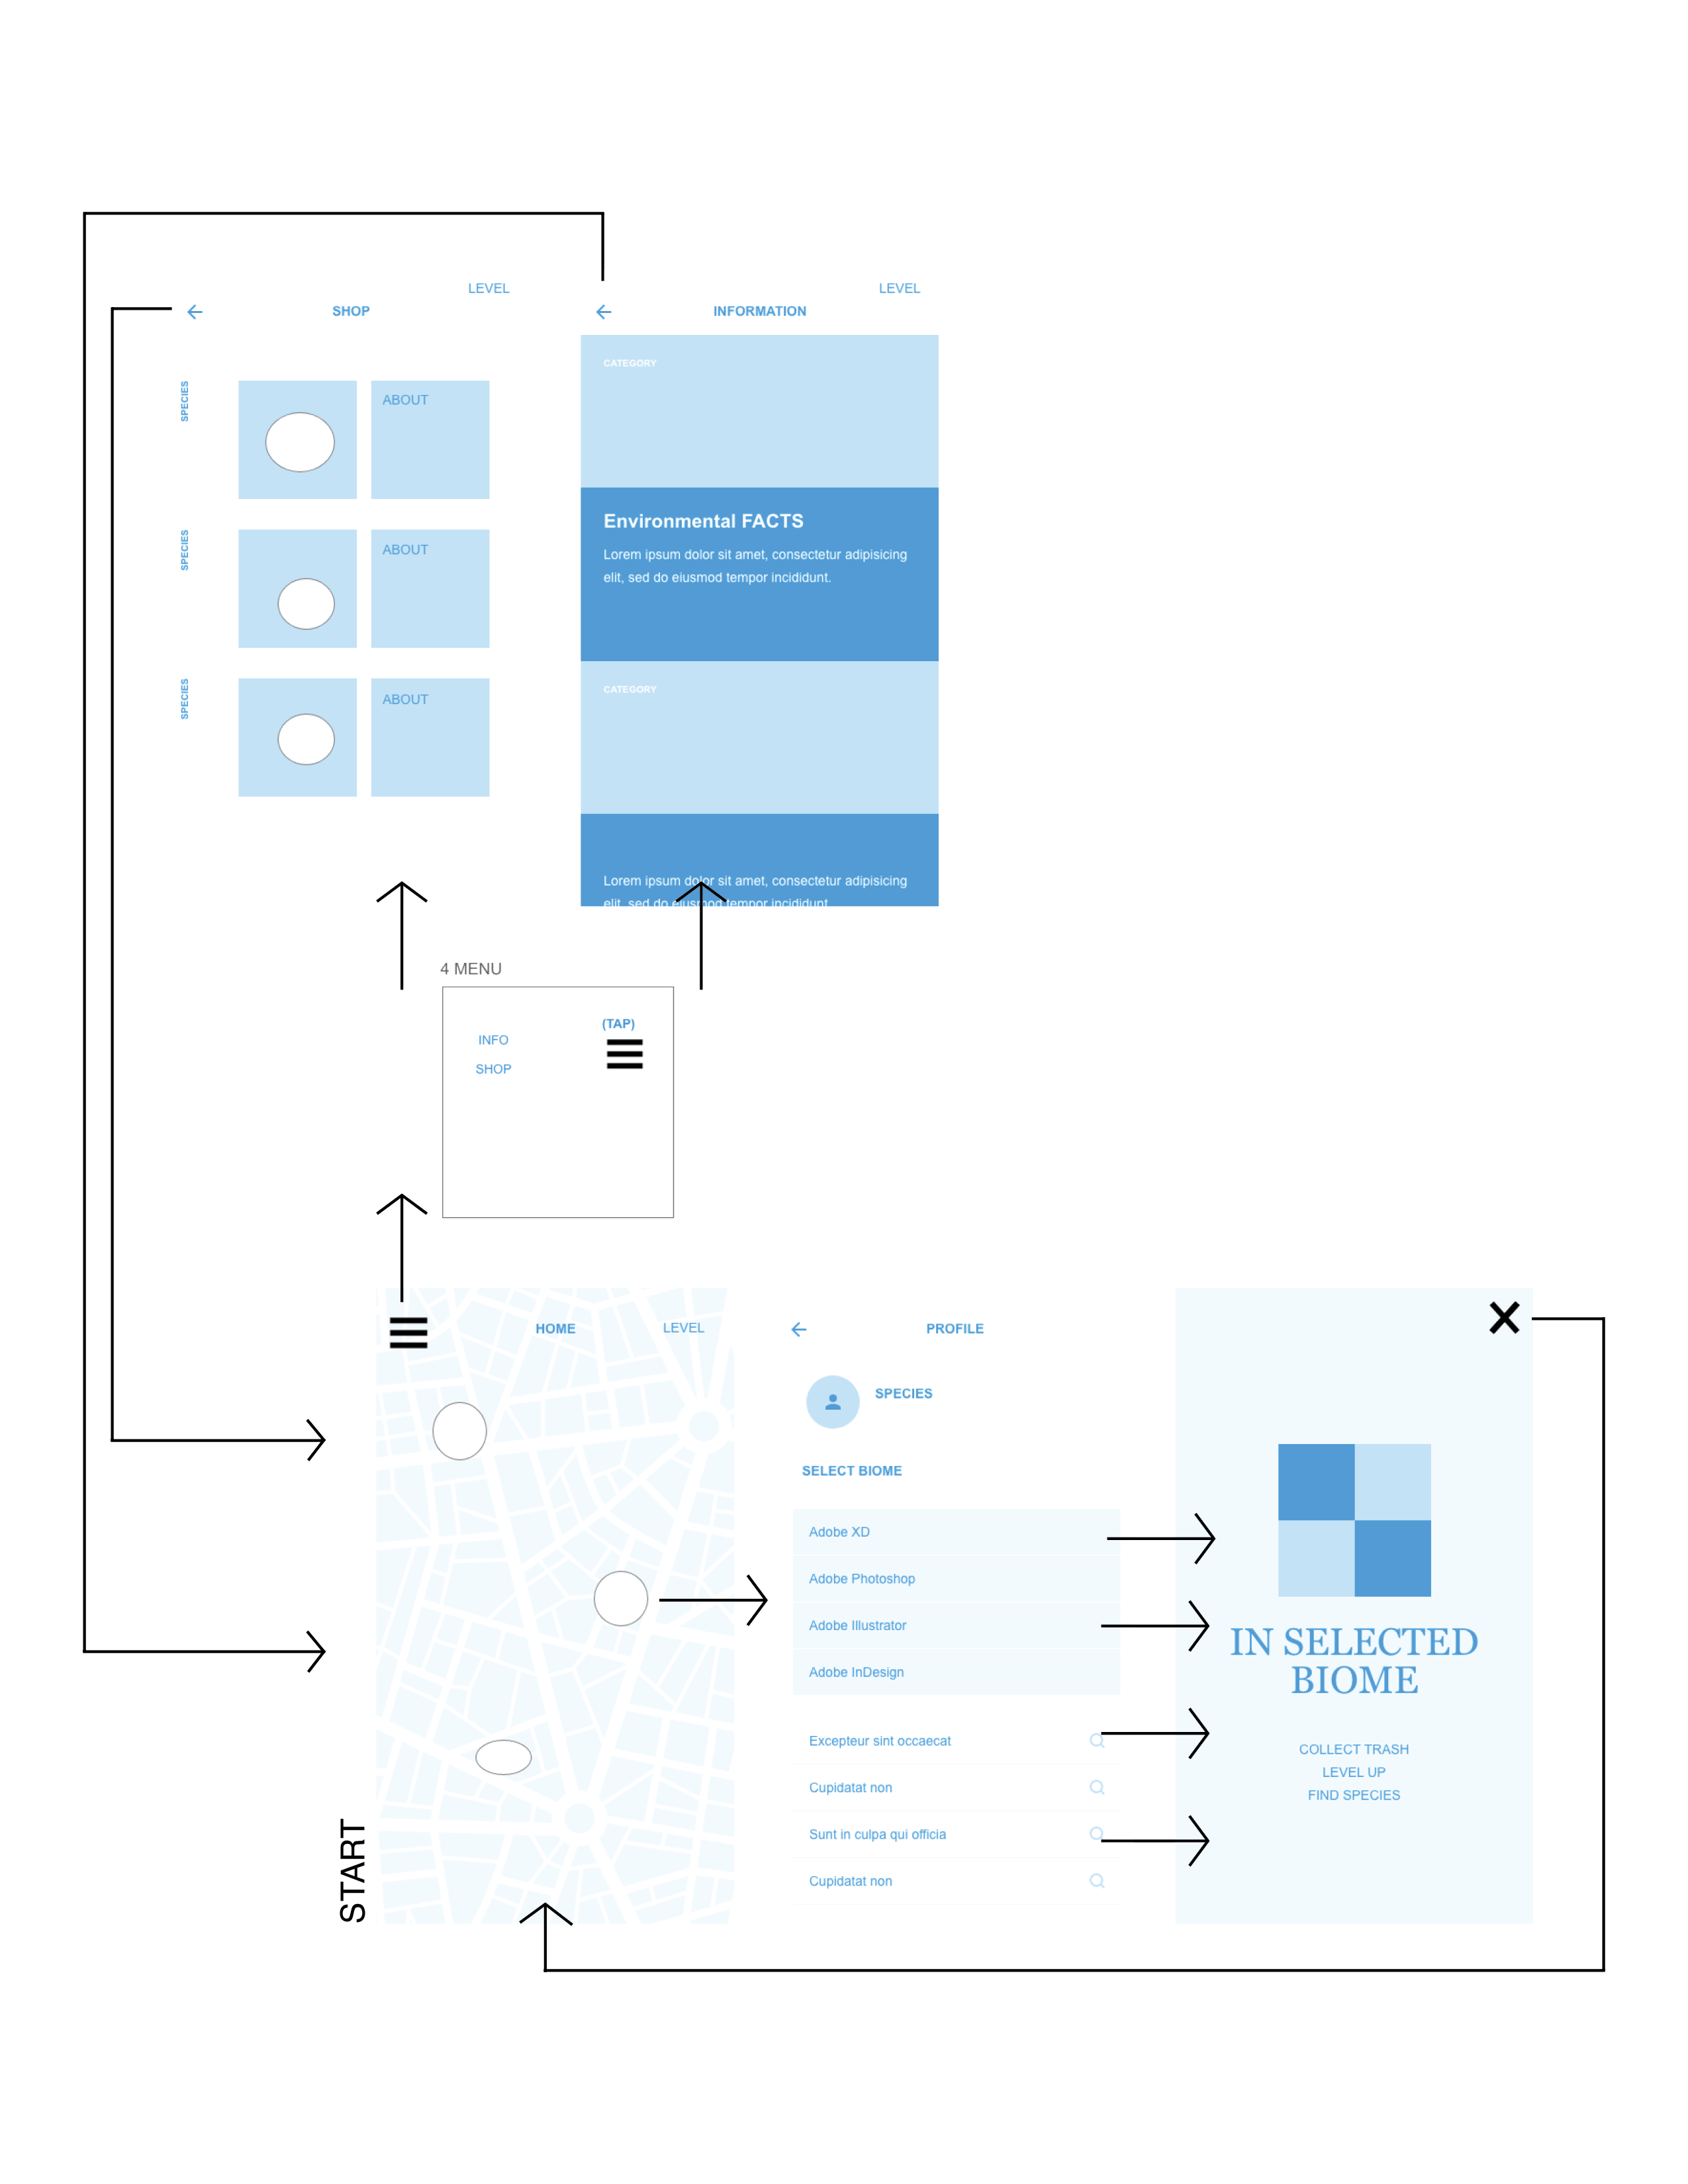 LEVEL
SHOP
SPECIES
ABOUT
SPECIES
ABOUT
SPECIES
ABOUT
LEVEL
INFORMATION
CATEGORY
Environmental FACTS
Lorem ipsum dolor sit amet, consectetur adipisicing
elit, sed do eiusmod tempor incididunt.
CATEGORY
Lorem ipsum dolor sit amet, consectetur adipisicing
elit, sed do eiusmod tempor incididunt
4 MENU
(TAP)
INFO
SHOP
START
HOME
LEVEL
PROFILE
SPECIES
SELECT BIOME
Adobe XD
Adobe Photoshop
Adobe Illustrator
Adobe InDesign
Excepteur sint occaecat
Cupidatat non
Sunt in culpa qui officia
Cupidatat non
IN SELECTED
BIOME
COLLECT TRASH
LEVEL UP
FIND SPECIES